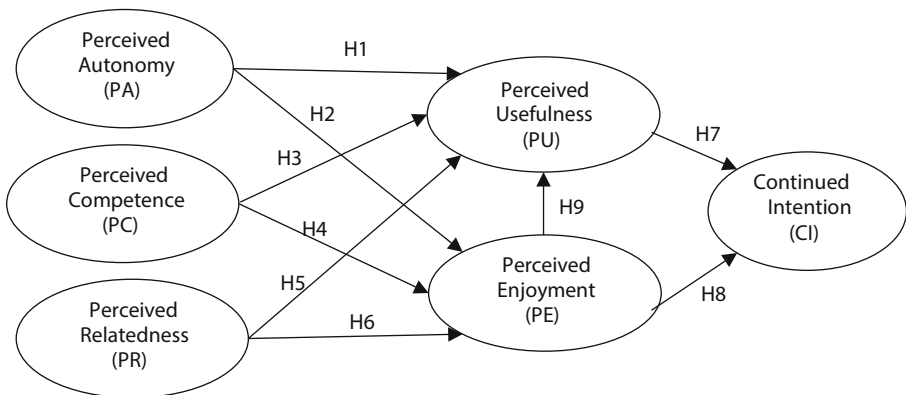 Perceived
Autonomy
(PA)
H1
H2
Perceived
Usefulness
(PU)
H7
H3
Perceived
Competence
(PC)
Continued
Intention
(CI)
H9
H4
H5
Perceived
Enjoyment
(PE)
H8
Perceived
Relatedness
(PR)
H6